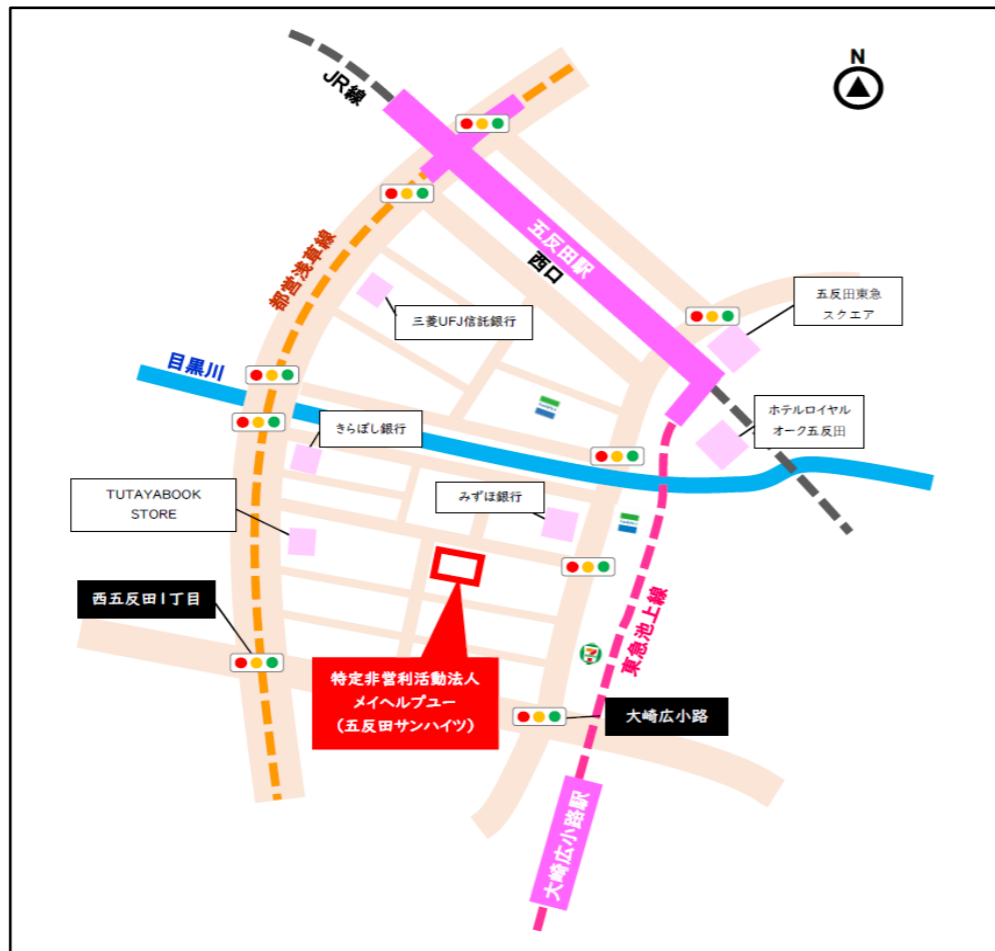 N
JR線
都営浅草線
五反田駅
西口
五反田東急
スクエア
三菱UFJ信託銀行
目黒川
ホテルロイヤル
オーク五反田
きらぼし銀行
みずほ銀行
TUTAYABOOK
STORE
西五反田1丁目
東急池上線
特定非営利活動法人
メイヘルプユー
(五反田サンハイツ)
大崎広小路
大崎広小路駅